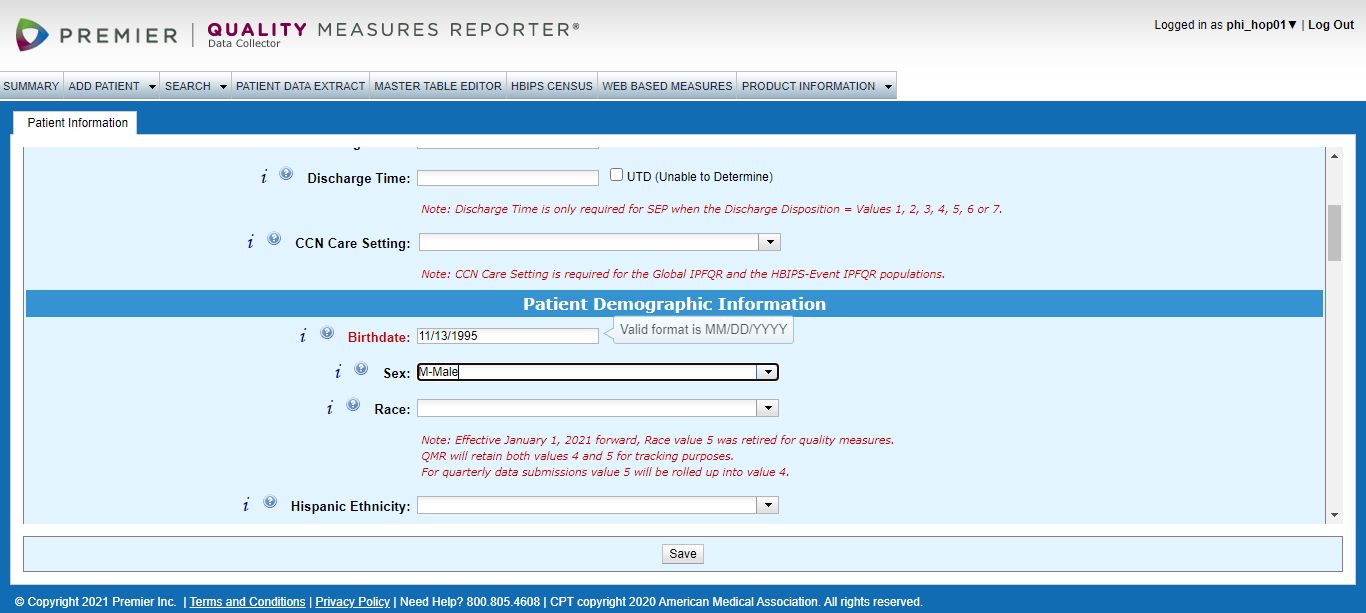 PREMIER | QUALITY MEASURES REPORTER®
Data Collector
Logged in as phi_hop01▼ | Log Out
SUMMARY ADD PATIENT SEARCH PATIENT DATA EXTRACT MASTER TABLE EDITOR HBIPS CENSUS WEB BASED MEASURES PRODUCT INFORMATION
Patient Information
i ? Discharge Time: UTD (Unable to Determine)
Note: Discharge Time is only required for SEP when the Discharge Disposition = Values 1, 2, 3, 4, 5, 6 or 7.
i ? CCN Care Setting:
Note: CCN Care Setting is required for the Global IPFQR and the HBIPS-Event IPFQR populations.
Patient Demographic Information
i ? Birthdate: 11/13/1995 Valid format is MM/DD/YYYY
i ? Sex: M-Male
i ? Race:
Note: Effective January 1, 2021 forward, Race value 5 was retired for quality measures.
QMR will retain both values 4 and 5 for tracking purposes.
For quarterly data submissions value 5 will be rolled up into value 4.
i ? Hispanic Ethnicity:
Save
© Copyright 2021 Premier Inc. | Terms and Conditions | Privacy Policy | Need Help? 800.805.4608 | CPT copyright 2020 American Medical Association. All rights reserved.